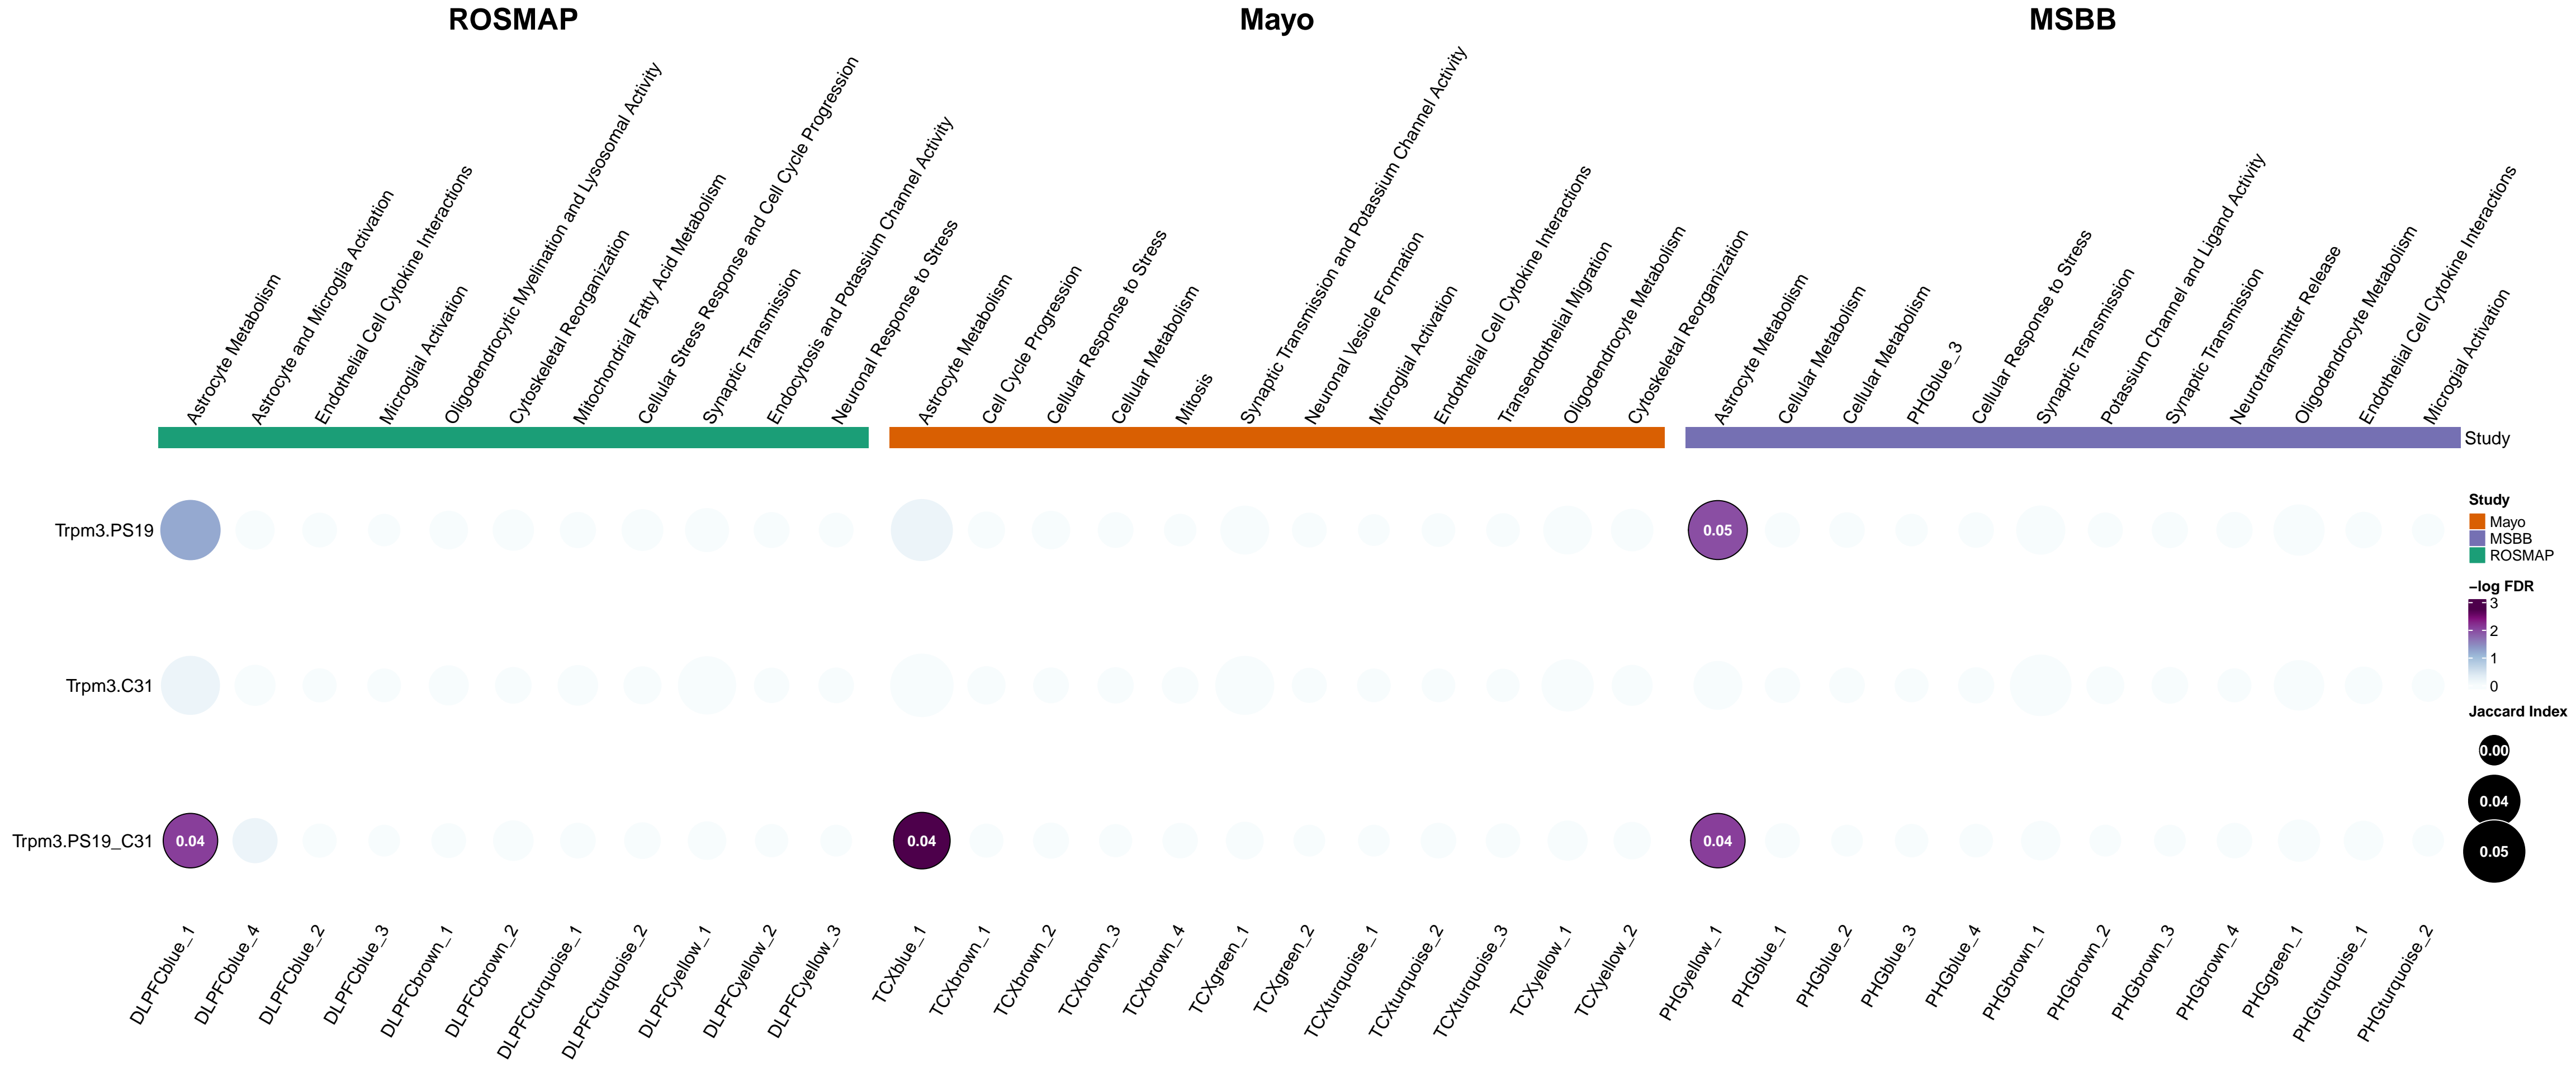 ROSMAP
Mayo
MSBB
Astrocyte Metabolism
Astrocyte and Microglia Activation
Endothelial Cell Cytokine Interactions
Microglial Activation
Oligodendrocytic Myelination and Lysosomal Activity
Cytoskeletal Reorganization
Mitochondrial Fatty Acid Metabolism
Cellular Stress Response and Cell Cycle Progression
Synaptic Transmission
Endocytosis and Potassium Channel Activity
Neuronal Response to Stress
Astrocyte Metabolism
Cell Cycle Progression
Cellular Response to Stress
Cellular Metabolism
Mitosis
Synaptic Transmission and Potassium Channel Activity
Neuronal Vesicle Formation
Microglial Activation
Endothelial Cell Cytokine Interactions
Transendothelial Migration
Oligodendrocyte Metabolism
Cytoskeletal Reorganization
Astrocyte Metabolism
Cellular Metabolism
Cellular Metabolism
PHGblue_3
Cellular Response to Stress
Synaptic Transmission
Potassium Channel and Ligand Activity
Synaptic Transmission
Neurotransmitter Release
Oligodendrocyte Metabolism
Endothelial Cell Cytokine Interactions
Microglial Activation
Study
Trpm3.PS19
0.05
Trpm3.C31
Trpm3.PS19_C31
0.04
0.04
0.04
DLPFCblue_1
DLPFCblue_4
DLPFCblue_2
DLPFCblue_3
DLPFCbrown_1
DLPFCbrown_2
DLPFCturquoise_1
DLPFCturquoise_2
DLPFCyellow_1
DLPFCyellow_2
DLPFCyellow_3
TCXblue_1
TCXbrown_1
TCXbrown_2
TCXbrown_3
TCXbrown_4
TCXgreen_1
TCXgreen_2
TCXturquoise_1
TCXturquoise_2
TCXturquoise_3
TCXyellow_1
TCXyellow_2
PHGyellow_1
PHGblue_1
PHGblue_2
PHGblue_3
PHGblue_4
PHGbrown_1
PHGbrown_2
PHGbrown_3
PHGbrown_4
PHGgreen_1
PHGturquoise_1
PHGturquoise_2
Study
Mayo
MSBB
ROSMAP
−log FDR
3
2
1
0
Jaccard Index
0.00
0.04
0.05